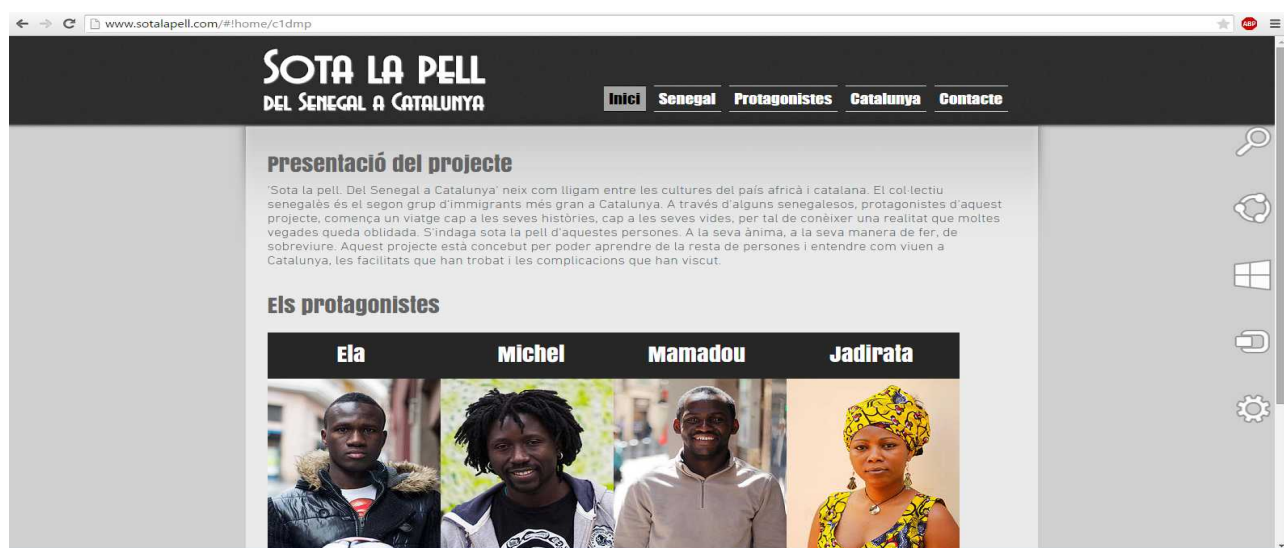 www.sotalapell.com/#!home/c1dmp
ABP
SOTA LA PELL
DEL SENEGAL A CATALUNYA
Inici Senegal Protagonistes Catalunya Contacte
Presentació del projecte
'Sota la pell. Del Senegal a Catalunya' neix com lligam entre les cultures del país africà i catalana. El col·lectiu
senegalès és el segon grup d'immigrants més gran a Catalunya. A través d'alguns senegalesos, protagonistes d'aquest
projecte, comença un viatge cap a les seves històries, cap a les seves vides, per tal de conèixer una realitat que moltes
vegades queda oblidada. S'indaga sota la pell d'aquestes persones. A la seva ànima, a la seva manera de fer, de
sobreviure. Aquest projecte està concebut per poder aprendre de la resta de persones i entendre com viuen a
Catalunya, les facilitats que han trobat i les complicacions que han viscut.
Els protagonistes
Ela Michel Mamadou Jadirata